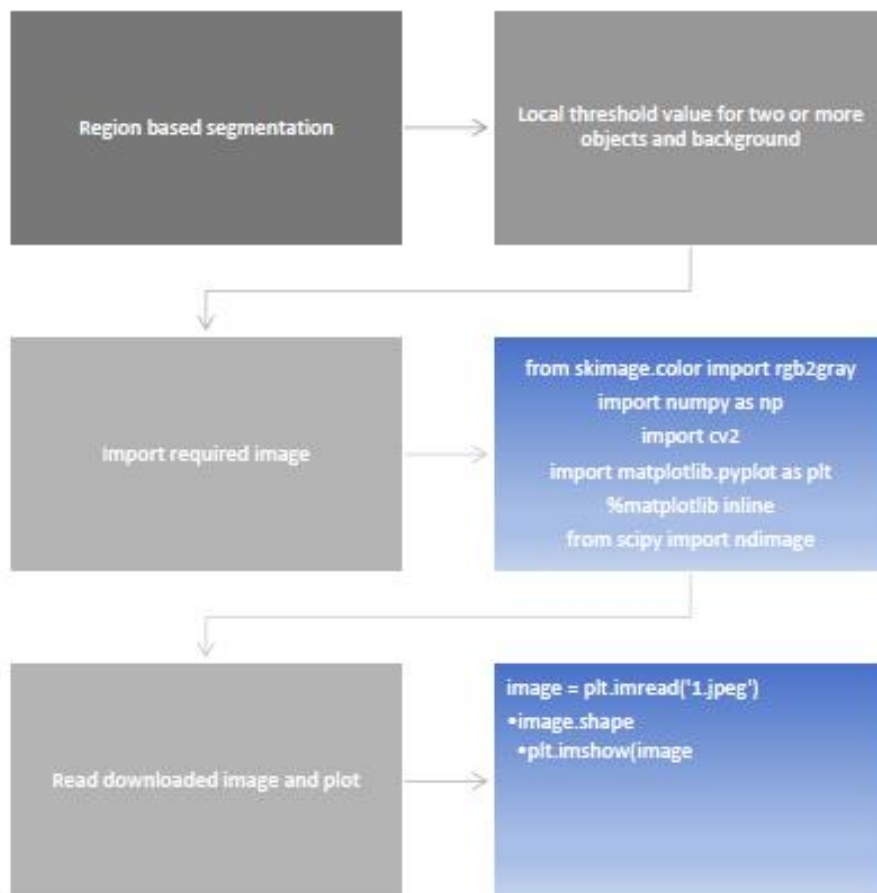 Region based segmentation
Local threshold value for two or more
objects and background
Import required image
from skimage.color import rgb2gray
import numpy as np
import cv2
import matplotlib.pyplot as plt
%matplotlib inline
from scipy import ndimage
Read downloaded image and plot
image = plt.imread('1.jpeg')
•image.shape
•plt.imshow(image